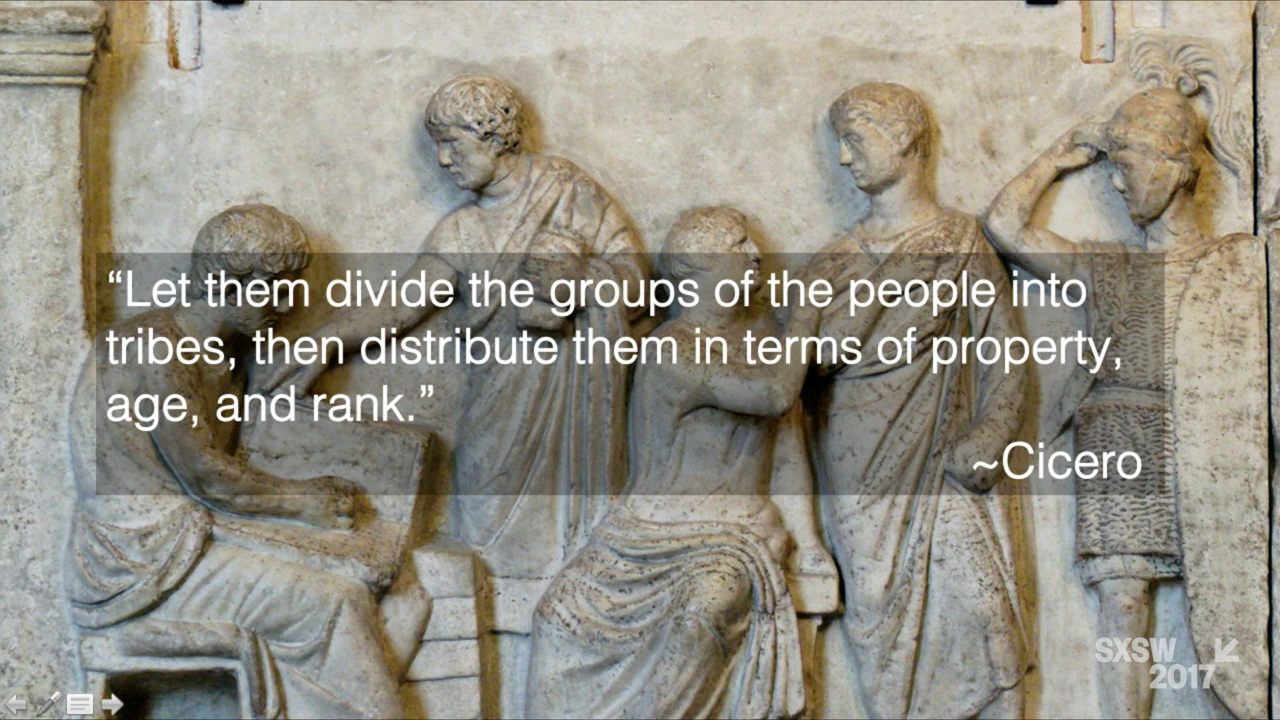 “Let them divide the groups of the people into
tribes, then distribute them in terms of property,
age, and rank.”
~Cicero
SXSW
2017